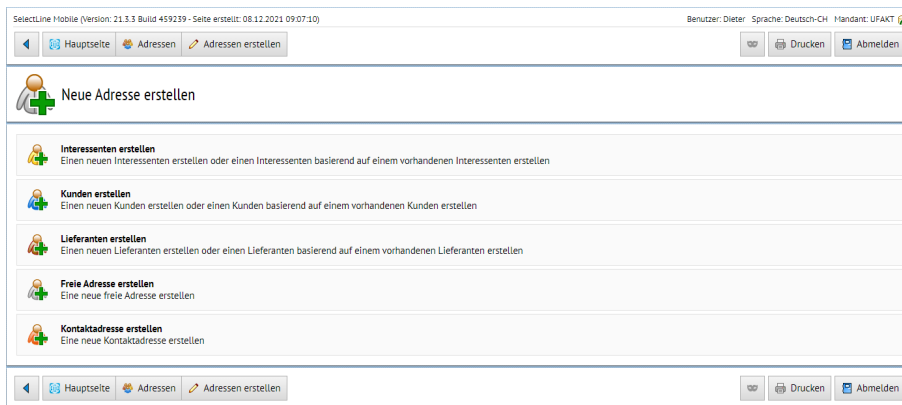 SelectLine Mobile (Version: 21.3.3 Build 459239 - Seite erstellt: 08.12.2021 09:07:10) Benutzer: Dieter Sprache: Deutsch-CH Mandant: UFAKT
Hauptseite Adressen Adressen erstellen Drucken Abmelden
Neue Adresse erstellen
Interessenten erstellen
Einen neuen Interessenten erstellen oder einen Interessenten basierend auf einem vorhandenen Interessenten erstellen
Kunden erstellen
Einen neuen Kunden erstellen oder einen Kunden basierend auf einem vorhandenen Kunden erstellen
Lieferanten erstellen
Einen neuen Lieferanten erstellen oder einen Lieferanten basierend auf einem vorhandenen Lieferanten erstellen
Freie Adresse erstellen
Eine neue freie Adresse erstellen
Kontaktadresse erstellen
Eine neue Kontaktadresse erstellen
Hauptseite Adressen Adressen erstellen Drucken Abmelden